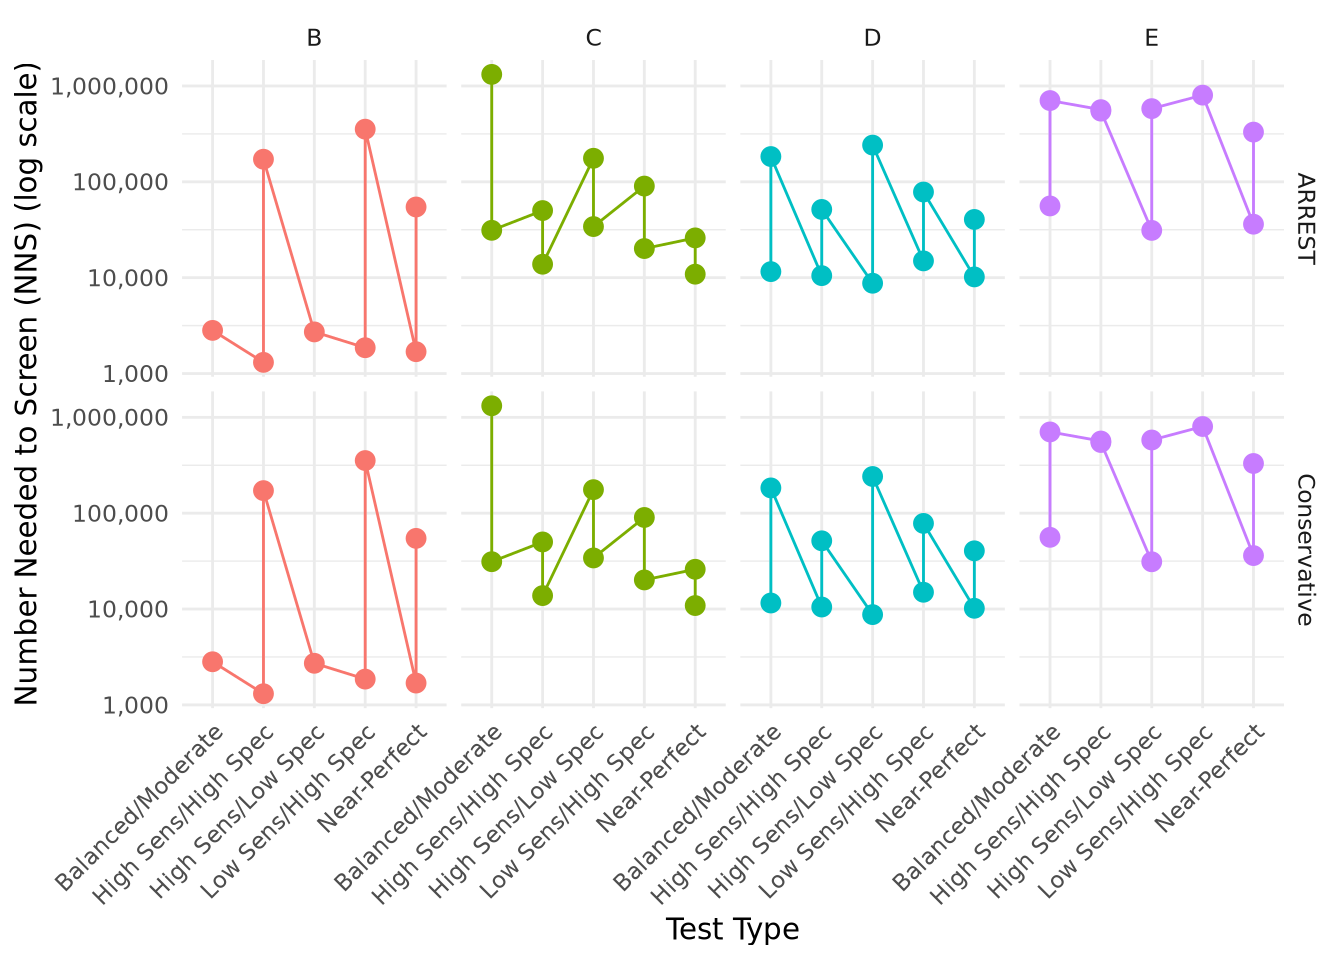 B
C
D
E
Number Needed to Screen (NNS) (log scale)
1,000,000
100,000
10,000
1,000
ARREST
1,000,000
100,000
10,000
1,000
Conservative
Balanced/Moderate
High Sens/High Spec
High Sens/Low Spec
Low Sens/High Spec
Near-Perfect
Balanced/Moderate
High Sens/High Spec
High Sens/Low Spec
Low Sens/High Spec
Near-Perfect
Balanced/Moderate
High Sens/High Spec
High Sens/Low Spec
Low Sens/High Spec
Near-Perfect
Balanced/Moderate
High Sens/High Spec
High Sens/Low Spec
Low Sens/High Spec
Near-Perfect
Test Type